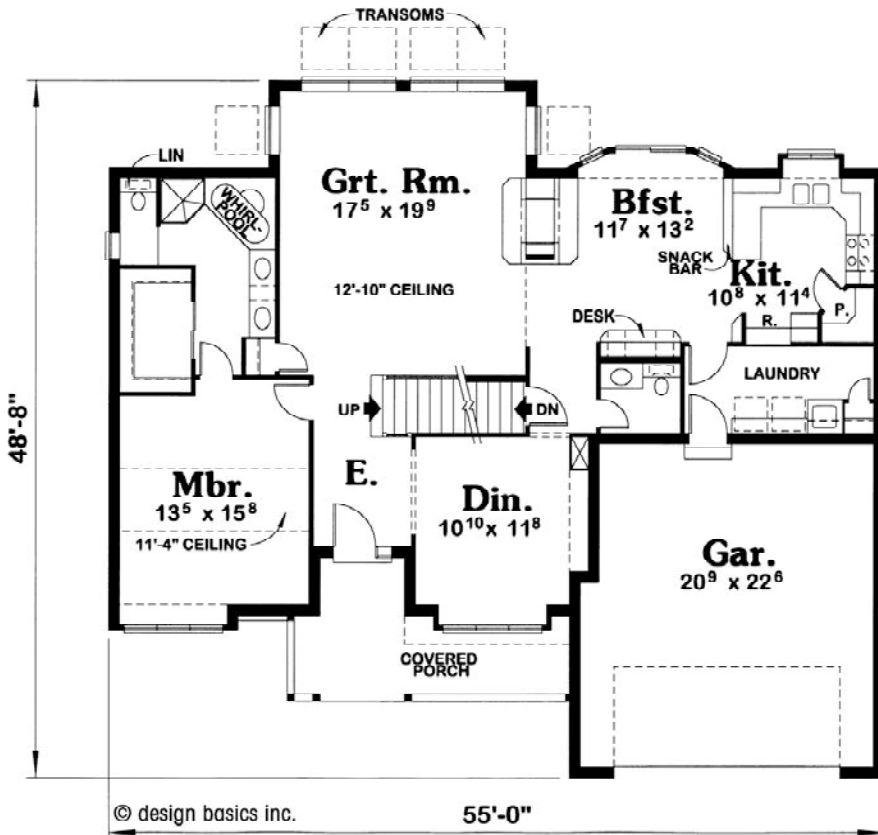 TRANSOMS
LIN
WHIRL-
POOL
Grt. Rm.
17⁵ x 19⁹
12'-10" CEILING
Bfst.
11⁷ x 13²
SNACK
BAR
Kit.
10⁸ x 11⁴
R.
P.
DESK
LAUNDRY
UP
DN
48'-8"
Mbr.
13⁵ x 15⁸
11'-4" CEILING
E.
Din.
10¹⁰ x 11⁸
Gar.
20⁹ x 22⁶
COVERED
PORCH
© design basics inc.
55'-0"